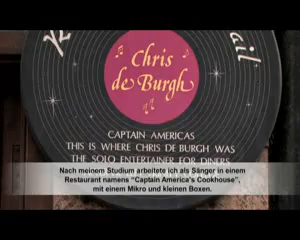 Chris
de Burgh
CAPTAIN AMERICAS
THIS IS WHERE CHRIS DE BURGH WAS
THE SOLO ENTERTAINER FOR DINERS
Nach meinem Studium arbeitete ich als Sänger in einem
Restaurant namens "Captain America's Cookhouse",
mit einem Mikro und kleinen Boxen.